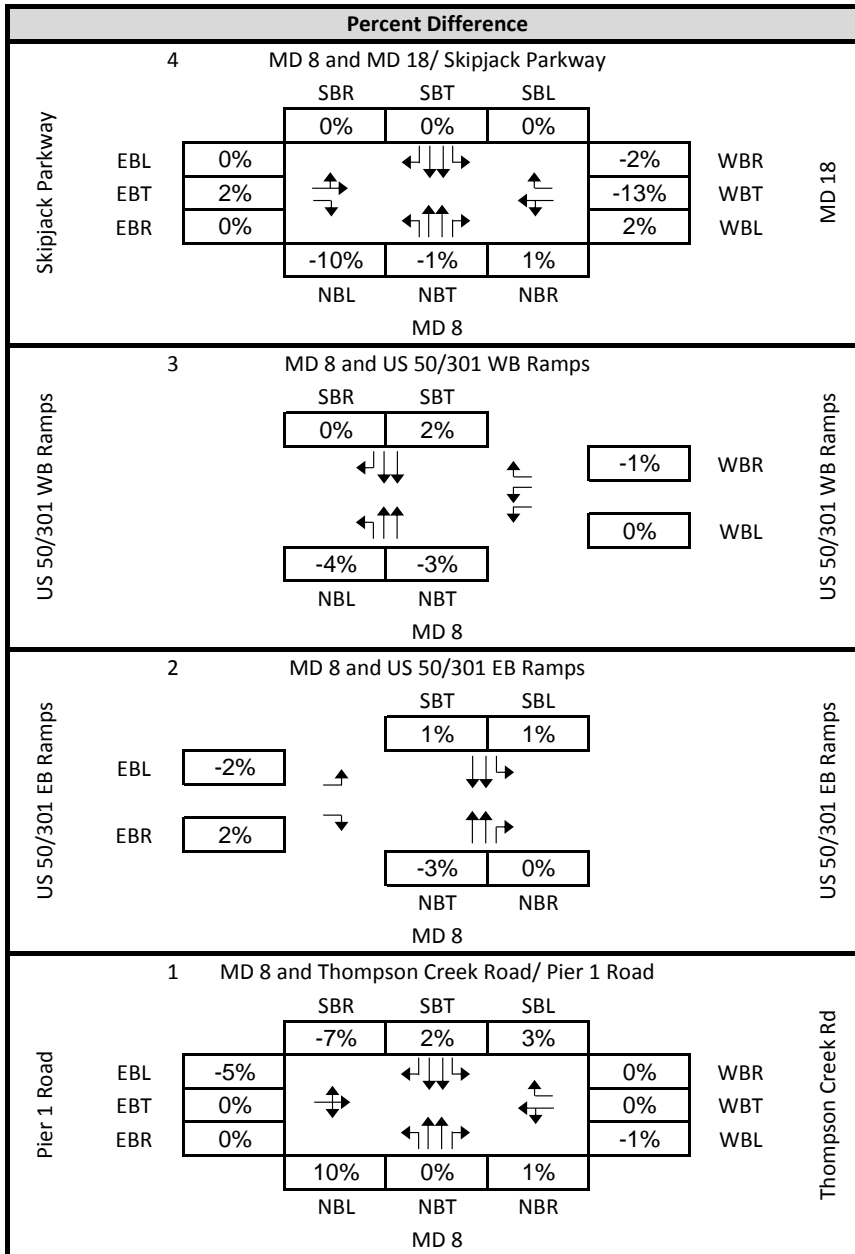 Percent Difference
4 MD 8 and MD 18/ Skipjack Parkway
SBR SBT SBL
0% 0% 0%
Skipjack Parkway
EBL 0% -2% WBR
EBT 2% -13% WBT
EBR 0% 2% WBL
MD 18
-10% -1% 1%
NBL NBT NBR
MD 8
3 MD 8 and US 50/301 WB Ramps
SBR SBT
0% 2%
US 50/301 WB Ramps
-1% WBR
0% WBL
US 50/301 WB Ramps
-4% -3%
NBL NBT
MD 8
2 MD 8 and US 50/301 EB Ramps
SBT SBL
1% 1%
US 50/301 EB Ramps
EBL -2%
EBR 2%
US 50/301 EB Ramps
-3% 0%
NBT NBR
MD 8
1 MD 8 and Thompson Creek Road/ Pier 1 Road
SBR SBT SBL
-7% 2% 3%
Pier 1 Road
EBL -5% 0% WBR
EBT 0% 0% WBT
EBR 0% -1% WBL
Thompson Creek Rd
10% 0% 1%
NBL NBT NBR
MD 8